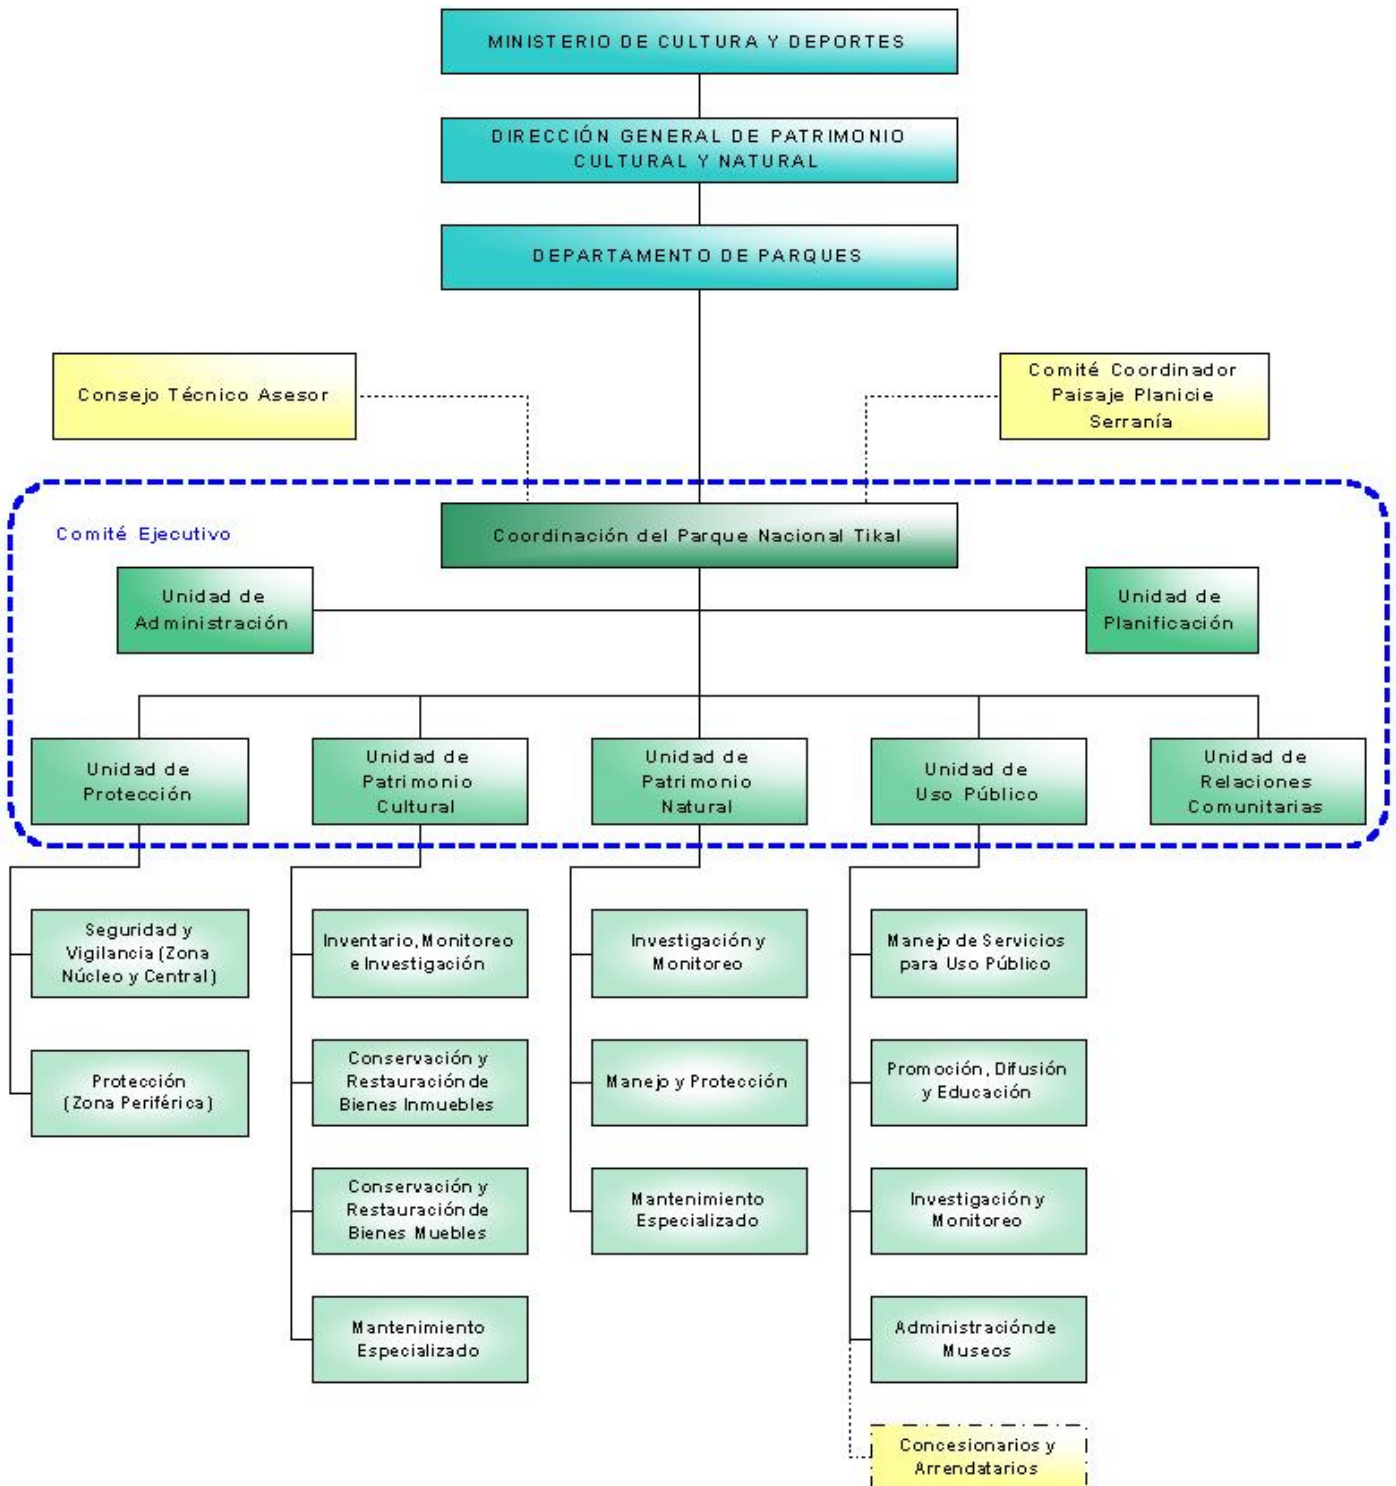 MINISTERIO DE CULTURA Y DEPORTES
DIRECCIÓN GENERAL DE PATRIMONIO
CULTURAL Y NATURAL
DEPARTAMENTO DE PARQUES
Consejo Técnico Asesor
Comité Coordinador
Paisaje Planicie
Serranía
Comité Ejecutivo
Coordinación del Parque Nacional Tikal
Unidad de
Administración
Unidad de
Planificación
Unidad de
Protección
Unidad de
Patrimonio
Cultural
Unidad de
Patrimonio
Natural
Unidad de
Uso Público
Unidad de
Relaciones
Comunitarias
Seguridad y
Vigilancia (Zona
Núcleo y Central)
Protección
(Zona Periférica)
Inventario, Monitoreo
e Investigación
Conservación y
Restauración de
Bienes Inmuebles
Conservación y
Restauración de
Bienes Muebles
Mantenimiento
Especializado
Investigación y
Monitoreo
Manejo y Protección
Mantenimiento
Especializado
Manejo de Servicios
para Uso Público
Promoción, Difusión
y Educación
Investigación y
Monitoreo
Administración de
Museos
Concesionarios y
Arrendatarios